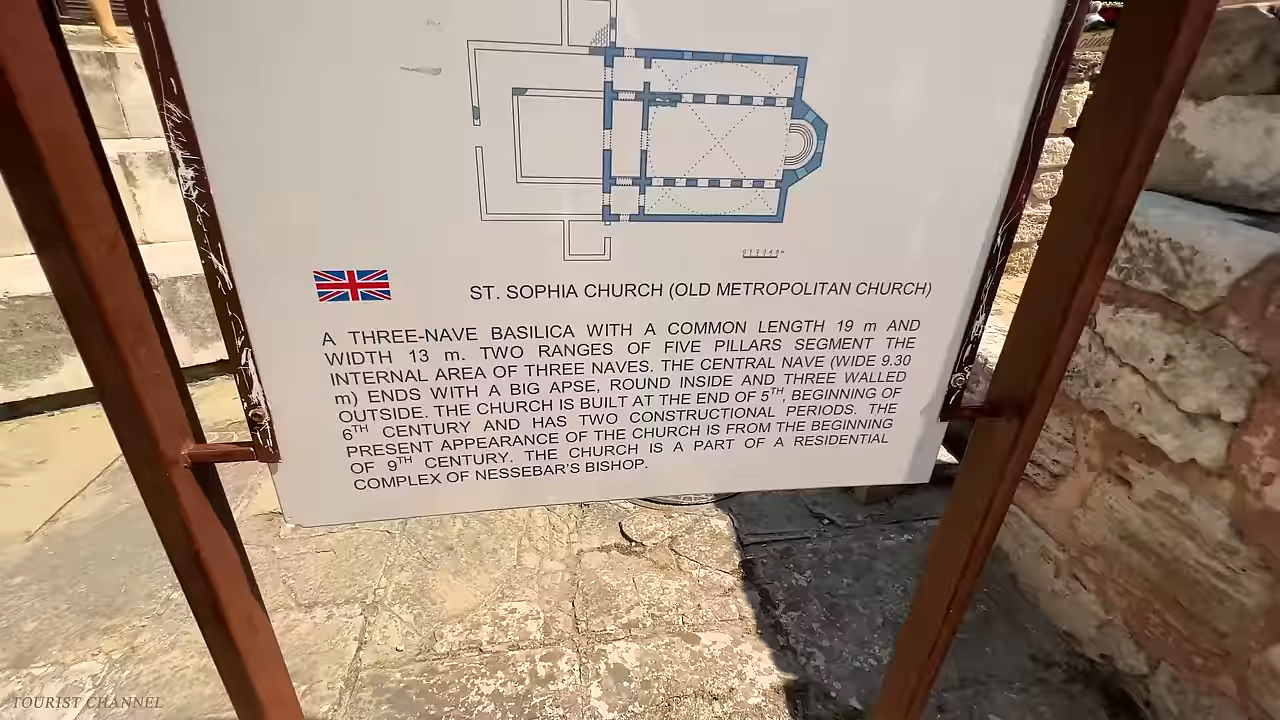 ST. SOPHIA CHURCH (OLD METROPOLITAN CHURCH)
A THREE-NAVE BASILICA WITH A COMMON LENGTH 19 m AND
WIDTH 13 m. TWO RANGES OF FIVE PILLARS SEGMENT THE
INTERNAL AREA OF THREE NAVES. THE CENTRAL NAVE (WIDE 9.30
m) ENDS WITH A BIG APSE, ROUND INSIDE AND THREE WALLED
OUTSIDE. THE CHURCH IS BUILT AT THE END OF 5TH, BEGINNING OF
6TH CENTURY AND HAS TWO CONSTRUCTIONAL PERIODS. THE
PRESENT APPEARANCE OF THE CHURCH IS FROM THE BEGINNING
OF 9TH CENTURY. THE CHURCH IS A PART OF A RESIDENTIAL
COMPLEX OF NESSEBAR'S BISHOP.
TOURIST CHANNEL